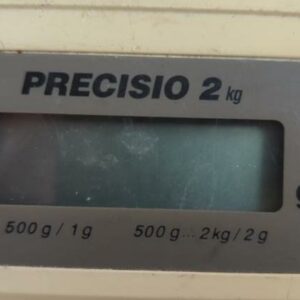 PRECISIO 2 kg
500 g / 1 g 500 g ... 2 kg / 2 g